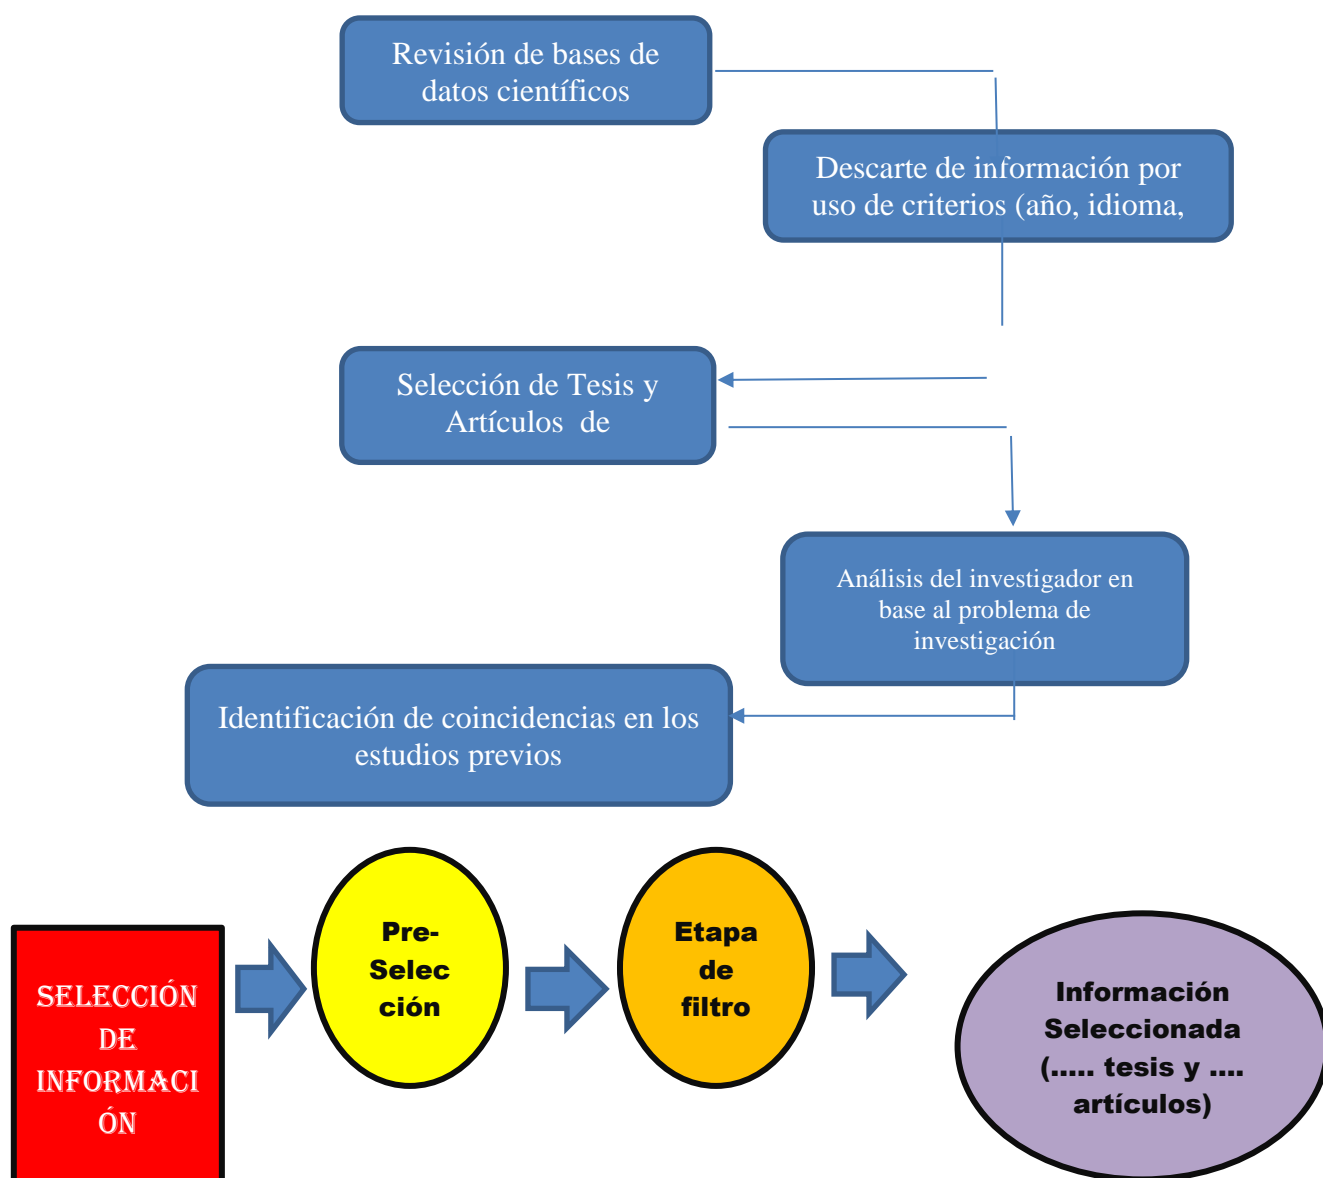 Revisión de bases de
datos científicos
Descarte de información por
uso de criterios (año, idioma,
Selección de Tesis y
Artículos de
Análisis del investigador en
base al problema de
investigación
Identificación de coincidencias en los
estudios previos
SELECCIÓN
DE
INFORMACI
ÓN
Pre-
Selec
ción
Etapa
de
filtro
Información
Seleccionada
(..... tesis y ....
artículos)